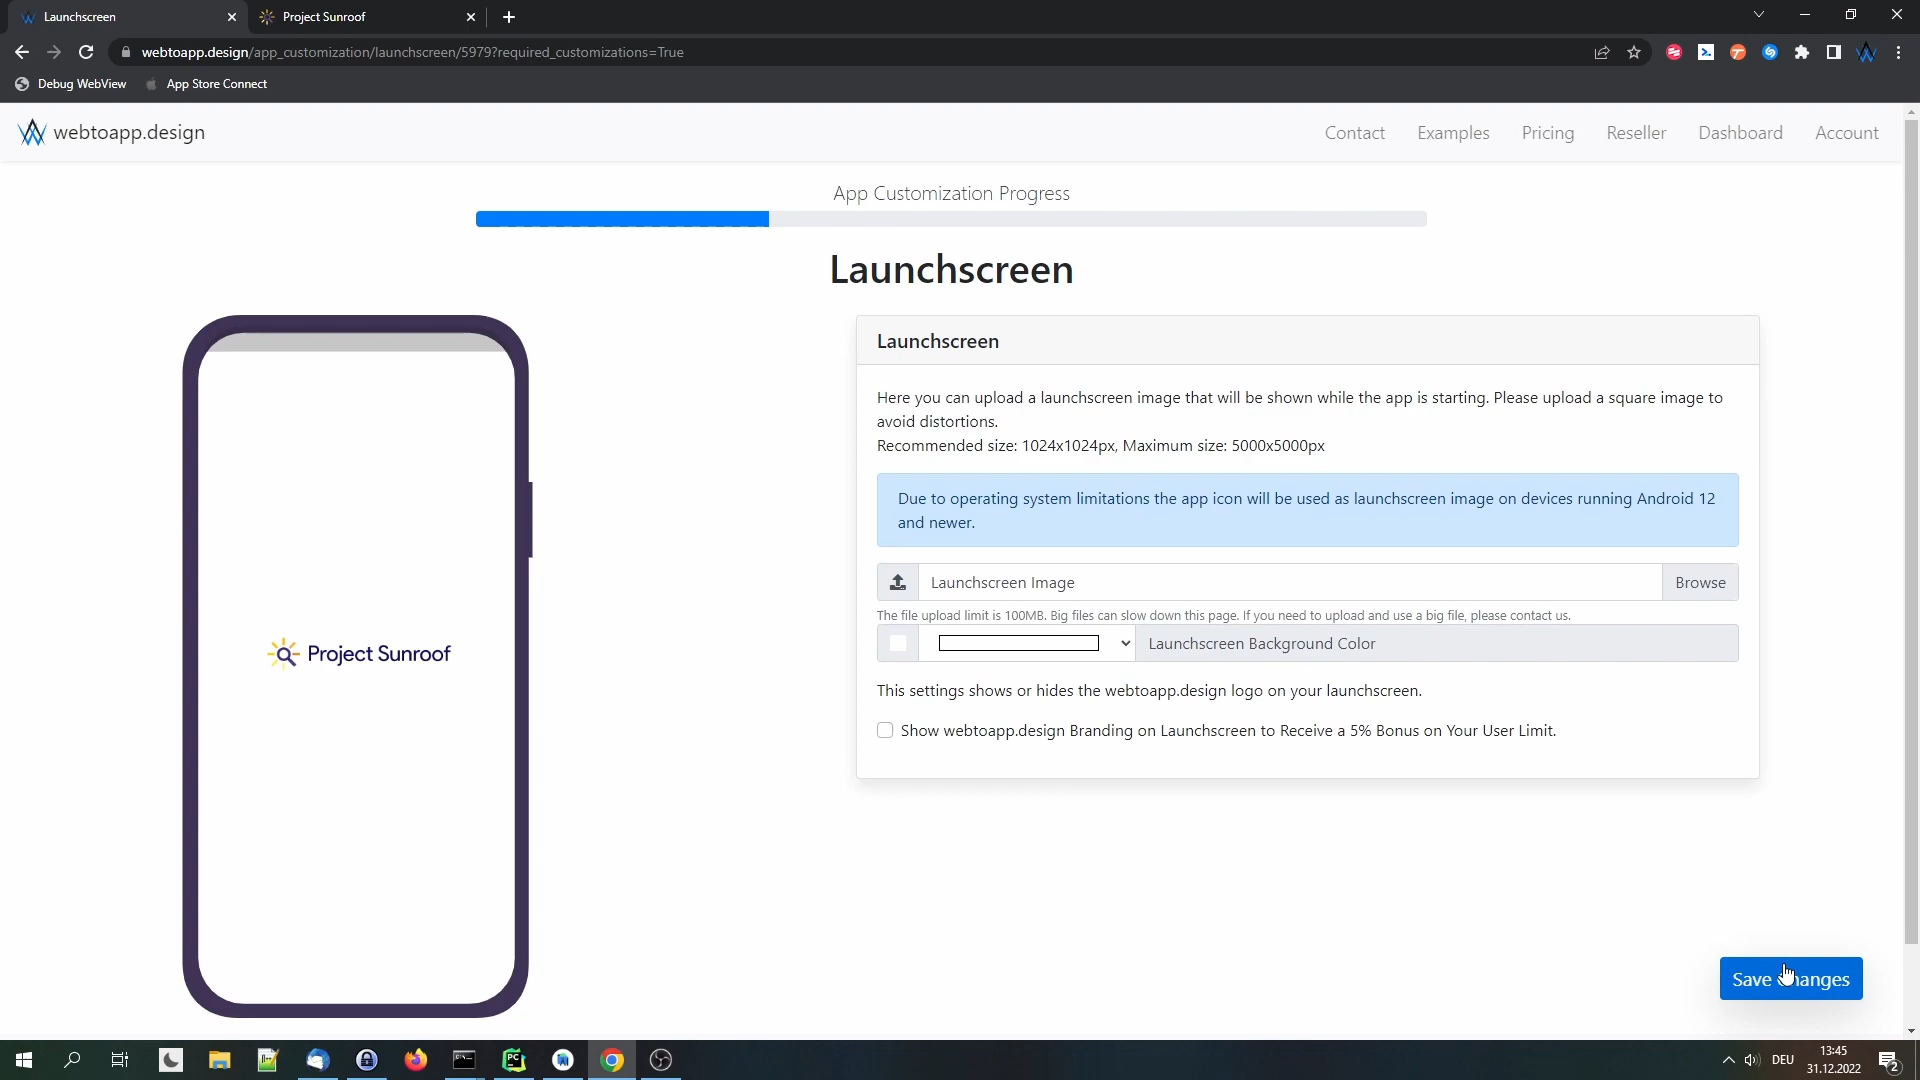 Launchscreen
Project Sunroof
webtoapp.design/app_customization/launchscreen/5979?required_customizations=True
Debug WebView
App Store Connect
webtoapp.design
Contact
Examples
Pricing
Reseller
Dashboard
Account
App Customization Progress
Launchscreen
Project Sunroof
Launchscreen
Here you can upload a launchscreen image that will be shown while the app is starting. Please upload a square image to
avoid distortions.
Recommended size: 1024x1024px, Maximum size: 5000x5000px
Due to operating system limitations the app icon will be used as launchscreen image on devices running Android 12
and newer.
Launchscreen Image
Browse
The file upload limit is 100MB. Big files can slow down this page. If you need to upload and use a big file, please contact us.
Launchscreen Background Color
This settings shows or hides the webtoapp.design logo on your launchscreen.
Show webtoapp.design Branding on Launchscreen to Receive a 5% Bonus on Your User Limit.
Save
DEU
13:45
31.12.2022
2